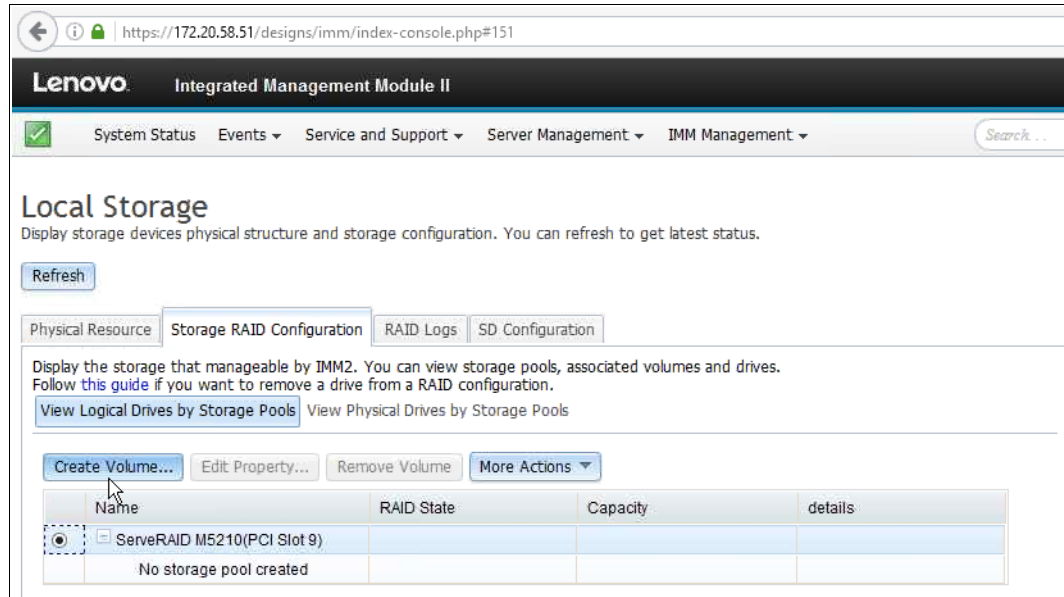 https://172.20.58.51/designs/imm/index-console.php#151
Lenovo. Integrated Management Module II
System Status Events Service and Support Server Management IMM Management Search...
Local Storage
Display storage devices physical structure and storage configuration. You can refresh to get latest status.
Refresh
Physical Resource Storage RAID Configuration RAID Logs SD Configuration
Display the storage that manageable by IMM2. You can view storage pools, associated volumes and drives.
Follow this guide if you want to remove a drive from a RAID configuration.
View Logical Drives by Storage Pools View Physical Drives by Storage Pools
Create Volume... Edit Property... Remove Volume More Actions
Name RAID State Capacity details
ServeRAID M5210(PCI Slot 9)
No storage pool created